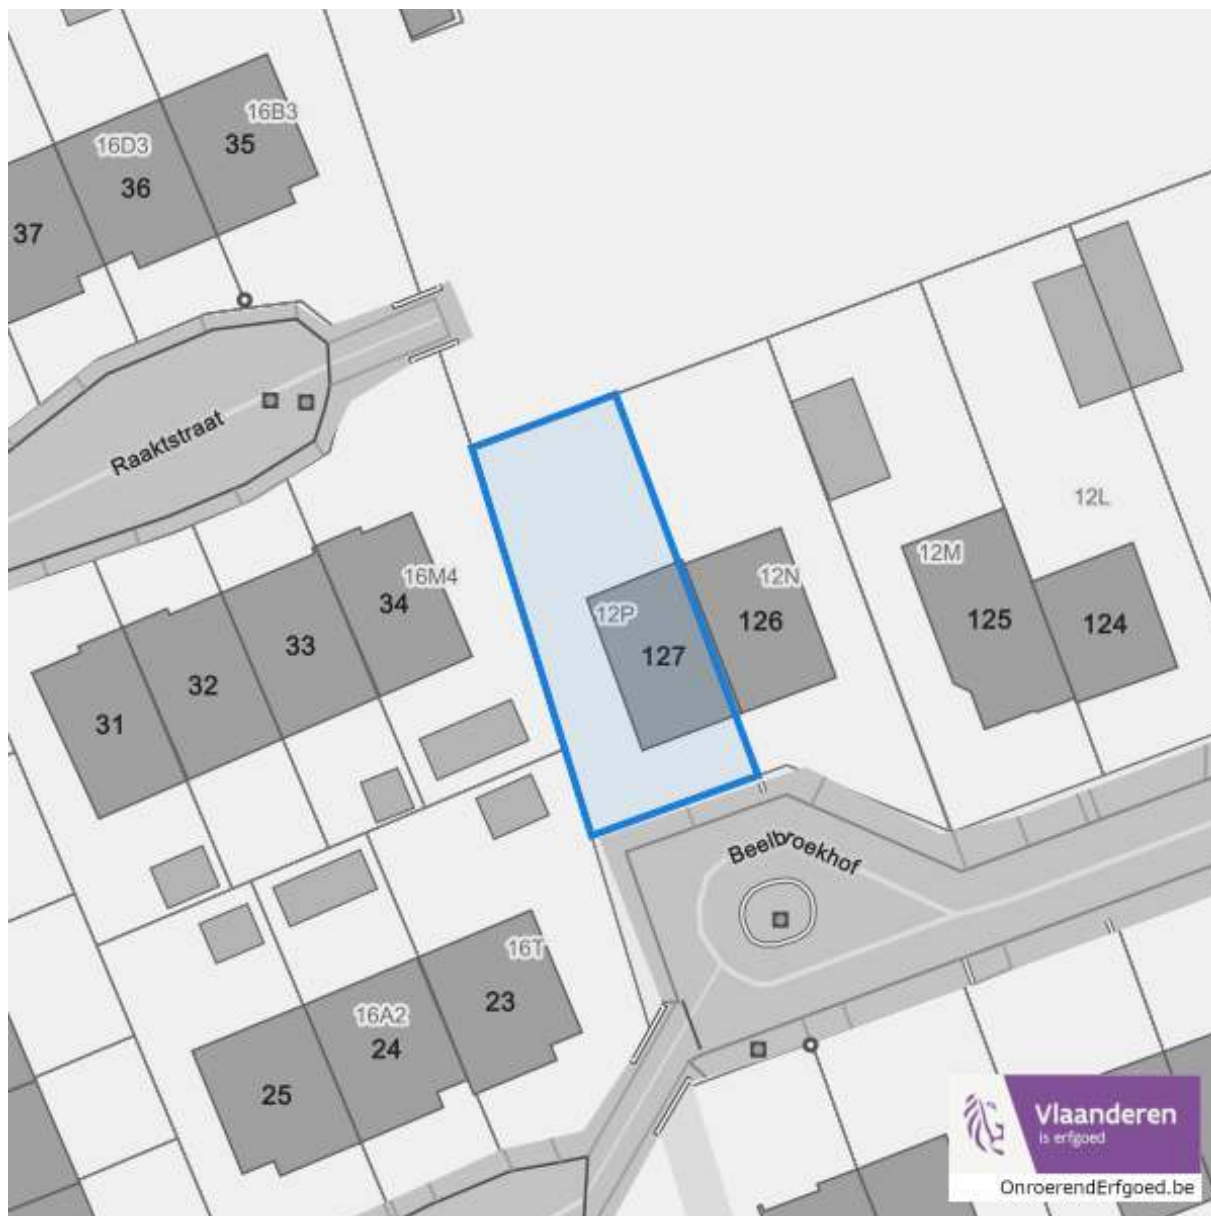 16B3
35
16D3
36
37
Raaktstraat
12L
12M
16M4
34
12N
12P
126
125
124
33
127
32
31
Beelbroekhof
16T
23
16A2
24
25
Vlaanderen
is erfgoed
OnroerendErfgoed.be